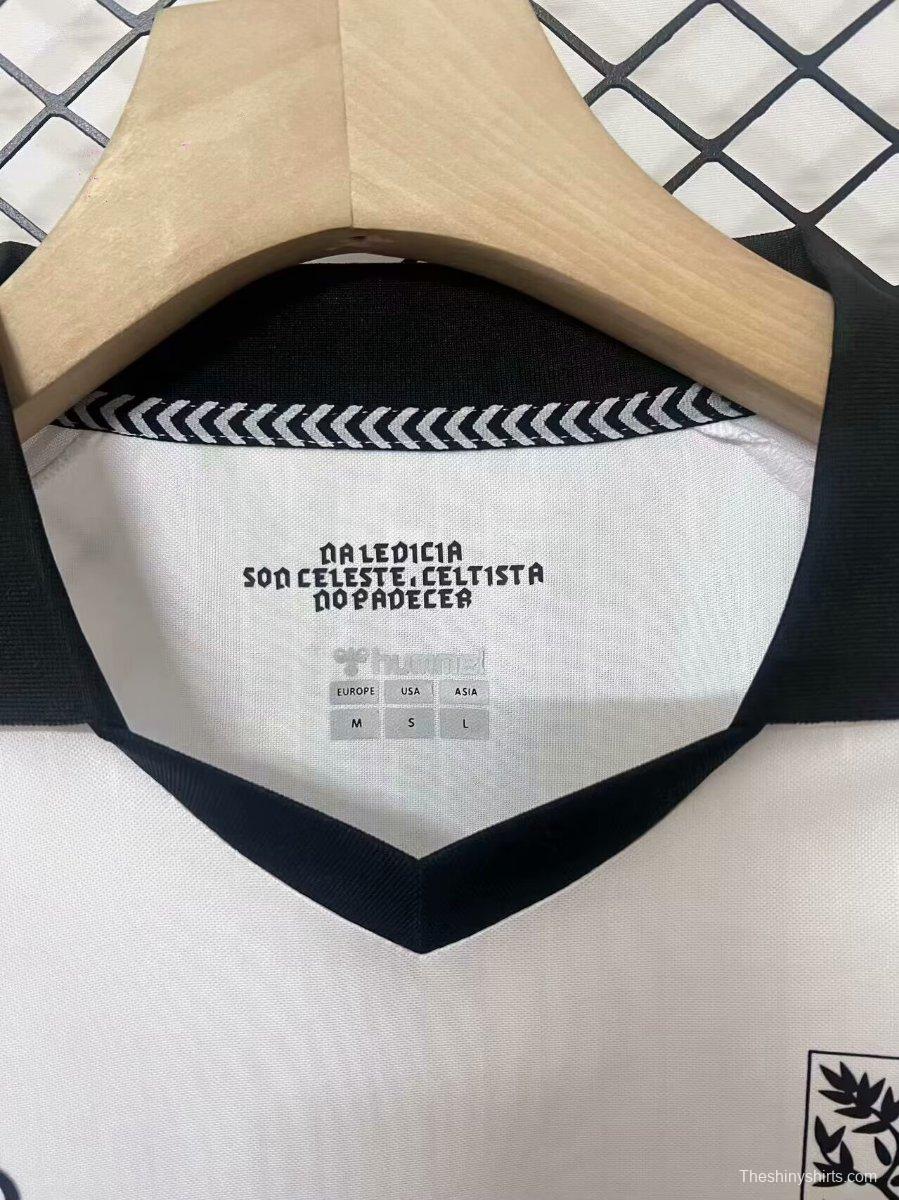 NA LEDICIA
SON CELESTE, CELTISTA
NO PADECER
hummel
EUROPE USA ASIA
M S L
Theshinyshirts.com